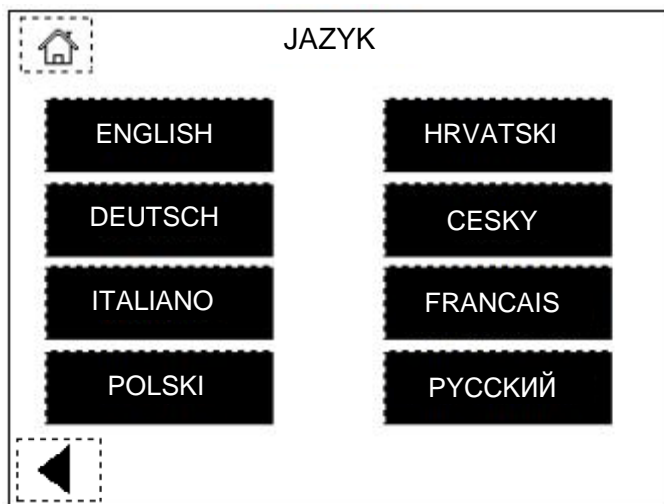 JAZYK
ENGLISH
HRVATSKI
DEUTSCH
CESKY
ITALIANO
FRANCAIS
POLSKI
РУССКИЙ